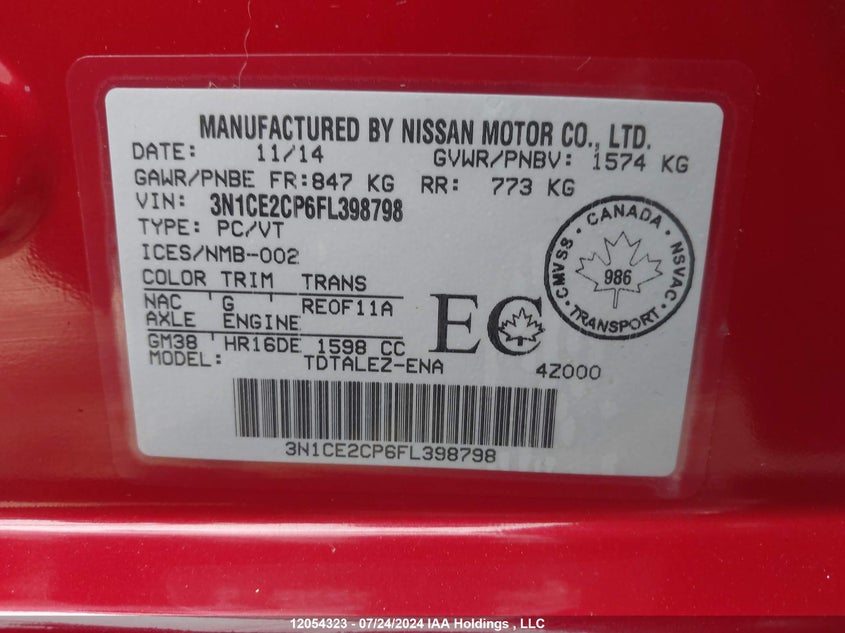 MANUFACTURED BY NISSAN MOTOR CO., LTD.
DATE: 11/14 GVWR/PNBV: 1574 KG
GAWR/PNBE FR:847 KG RR: 773 KG
VIN: 3N1CE2CP6FL398798
TYPE: PC/VT
ICES/NMB-002
COLOR TRIM TRANS
NAC G RE0F11A
AXLE ENGINE
GM38 HR16DE 1598 CC
MODEL: TDTALEZ-ENA 4Z000
EC
CANADA
CMVSS 986 NSVAC
TRANSPORT
3N1CE2CP6FL398798
12054323 - 07/24/2024 IAA Holdings , LLC